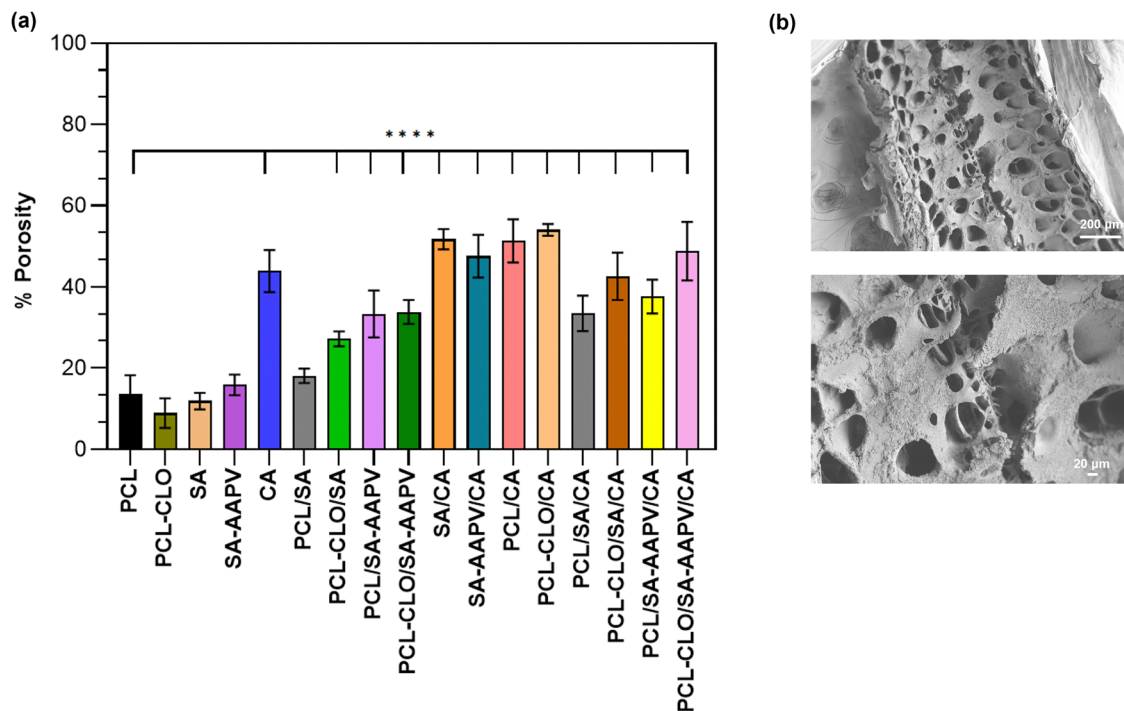 (a)
(b)
100
80
60
40
20
0
% Porosity
****
PCL
PCL-CLO
SA
SA-AAPV
CA
PCL/SA
PCL-CLO/SA
PCL/SA-AAPV
PCL-CLO/SA-AAPV
SA/CA
SA-AAPV/CA
PCL/CA
PCL-CLO/CA
PCL/SA/CA
PCL-CLO/SA/CA
PCL/SA-AAPV/CA
PCL-CLO/SA-AAPV/CA
200 µm
20 µm